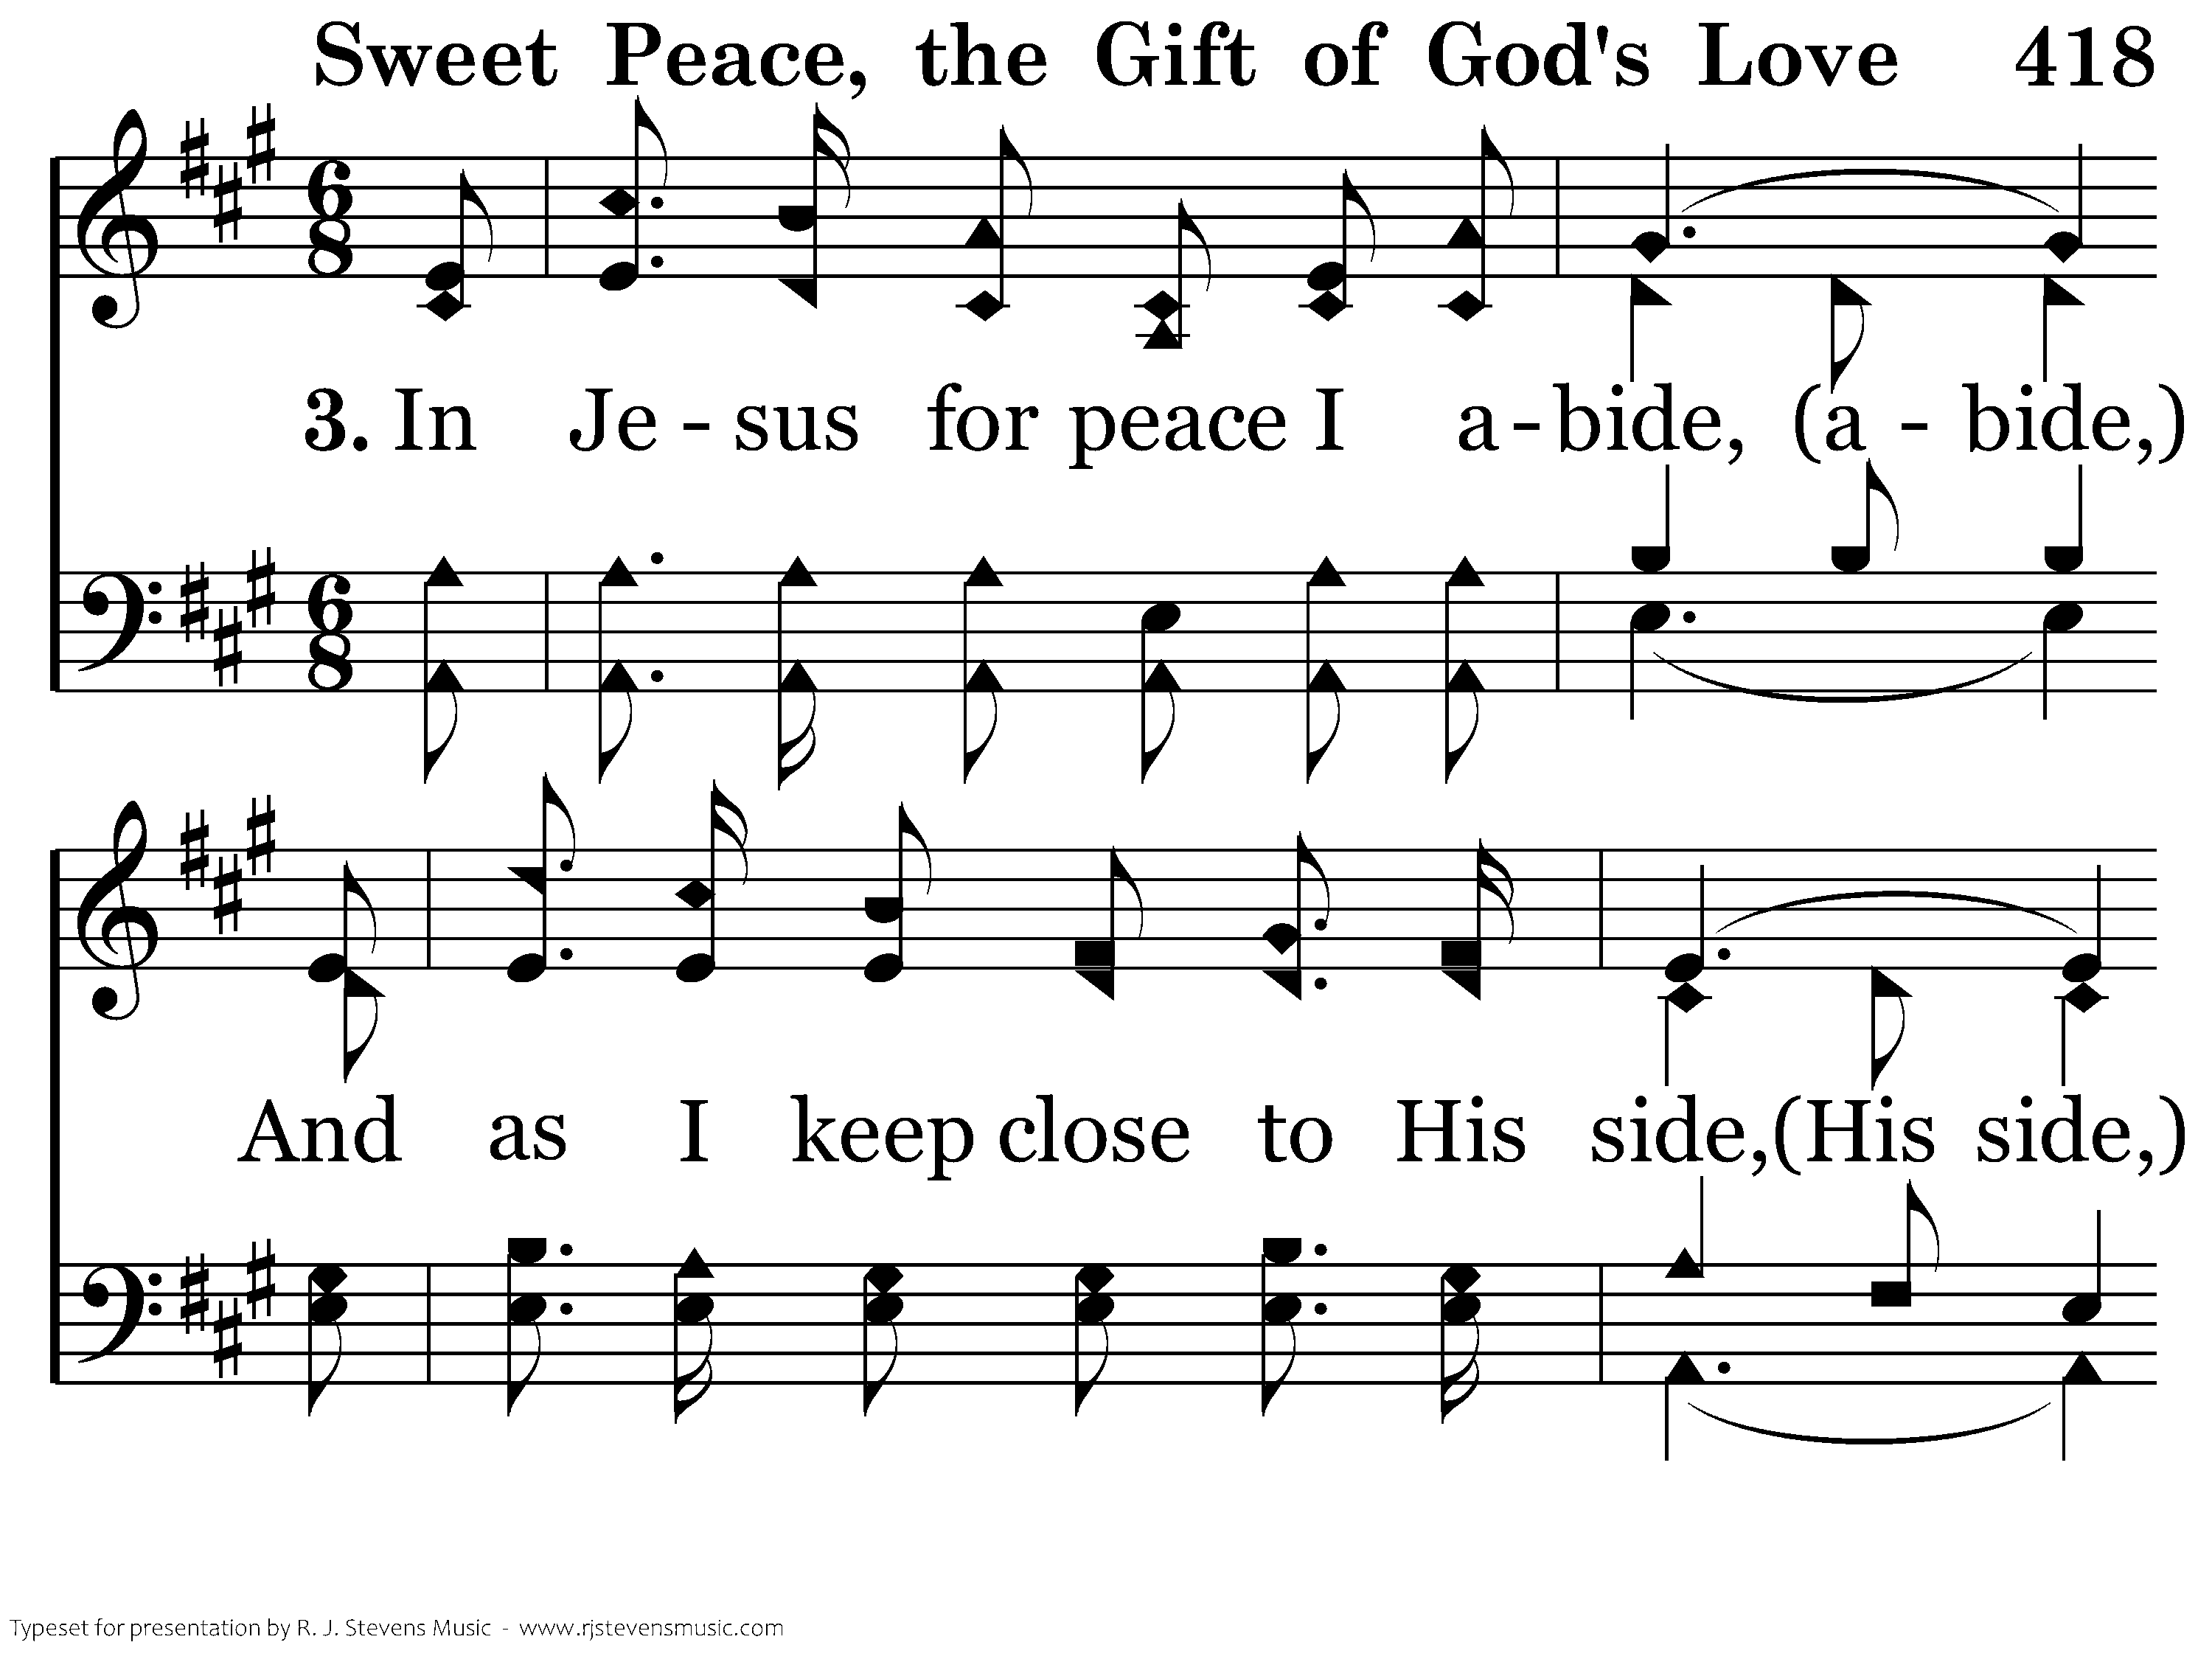 Sweet Peace, the Gift of God's Love 418
3. In Je - sus for peace I a - bide, (a - bide,)
And as I keep close to His side, (His side,)
Typeset for presentation by R. J. Stevens Music - www.rjstevensmusic.com